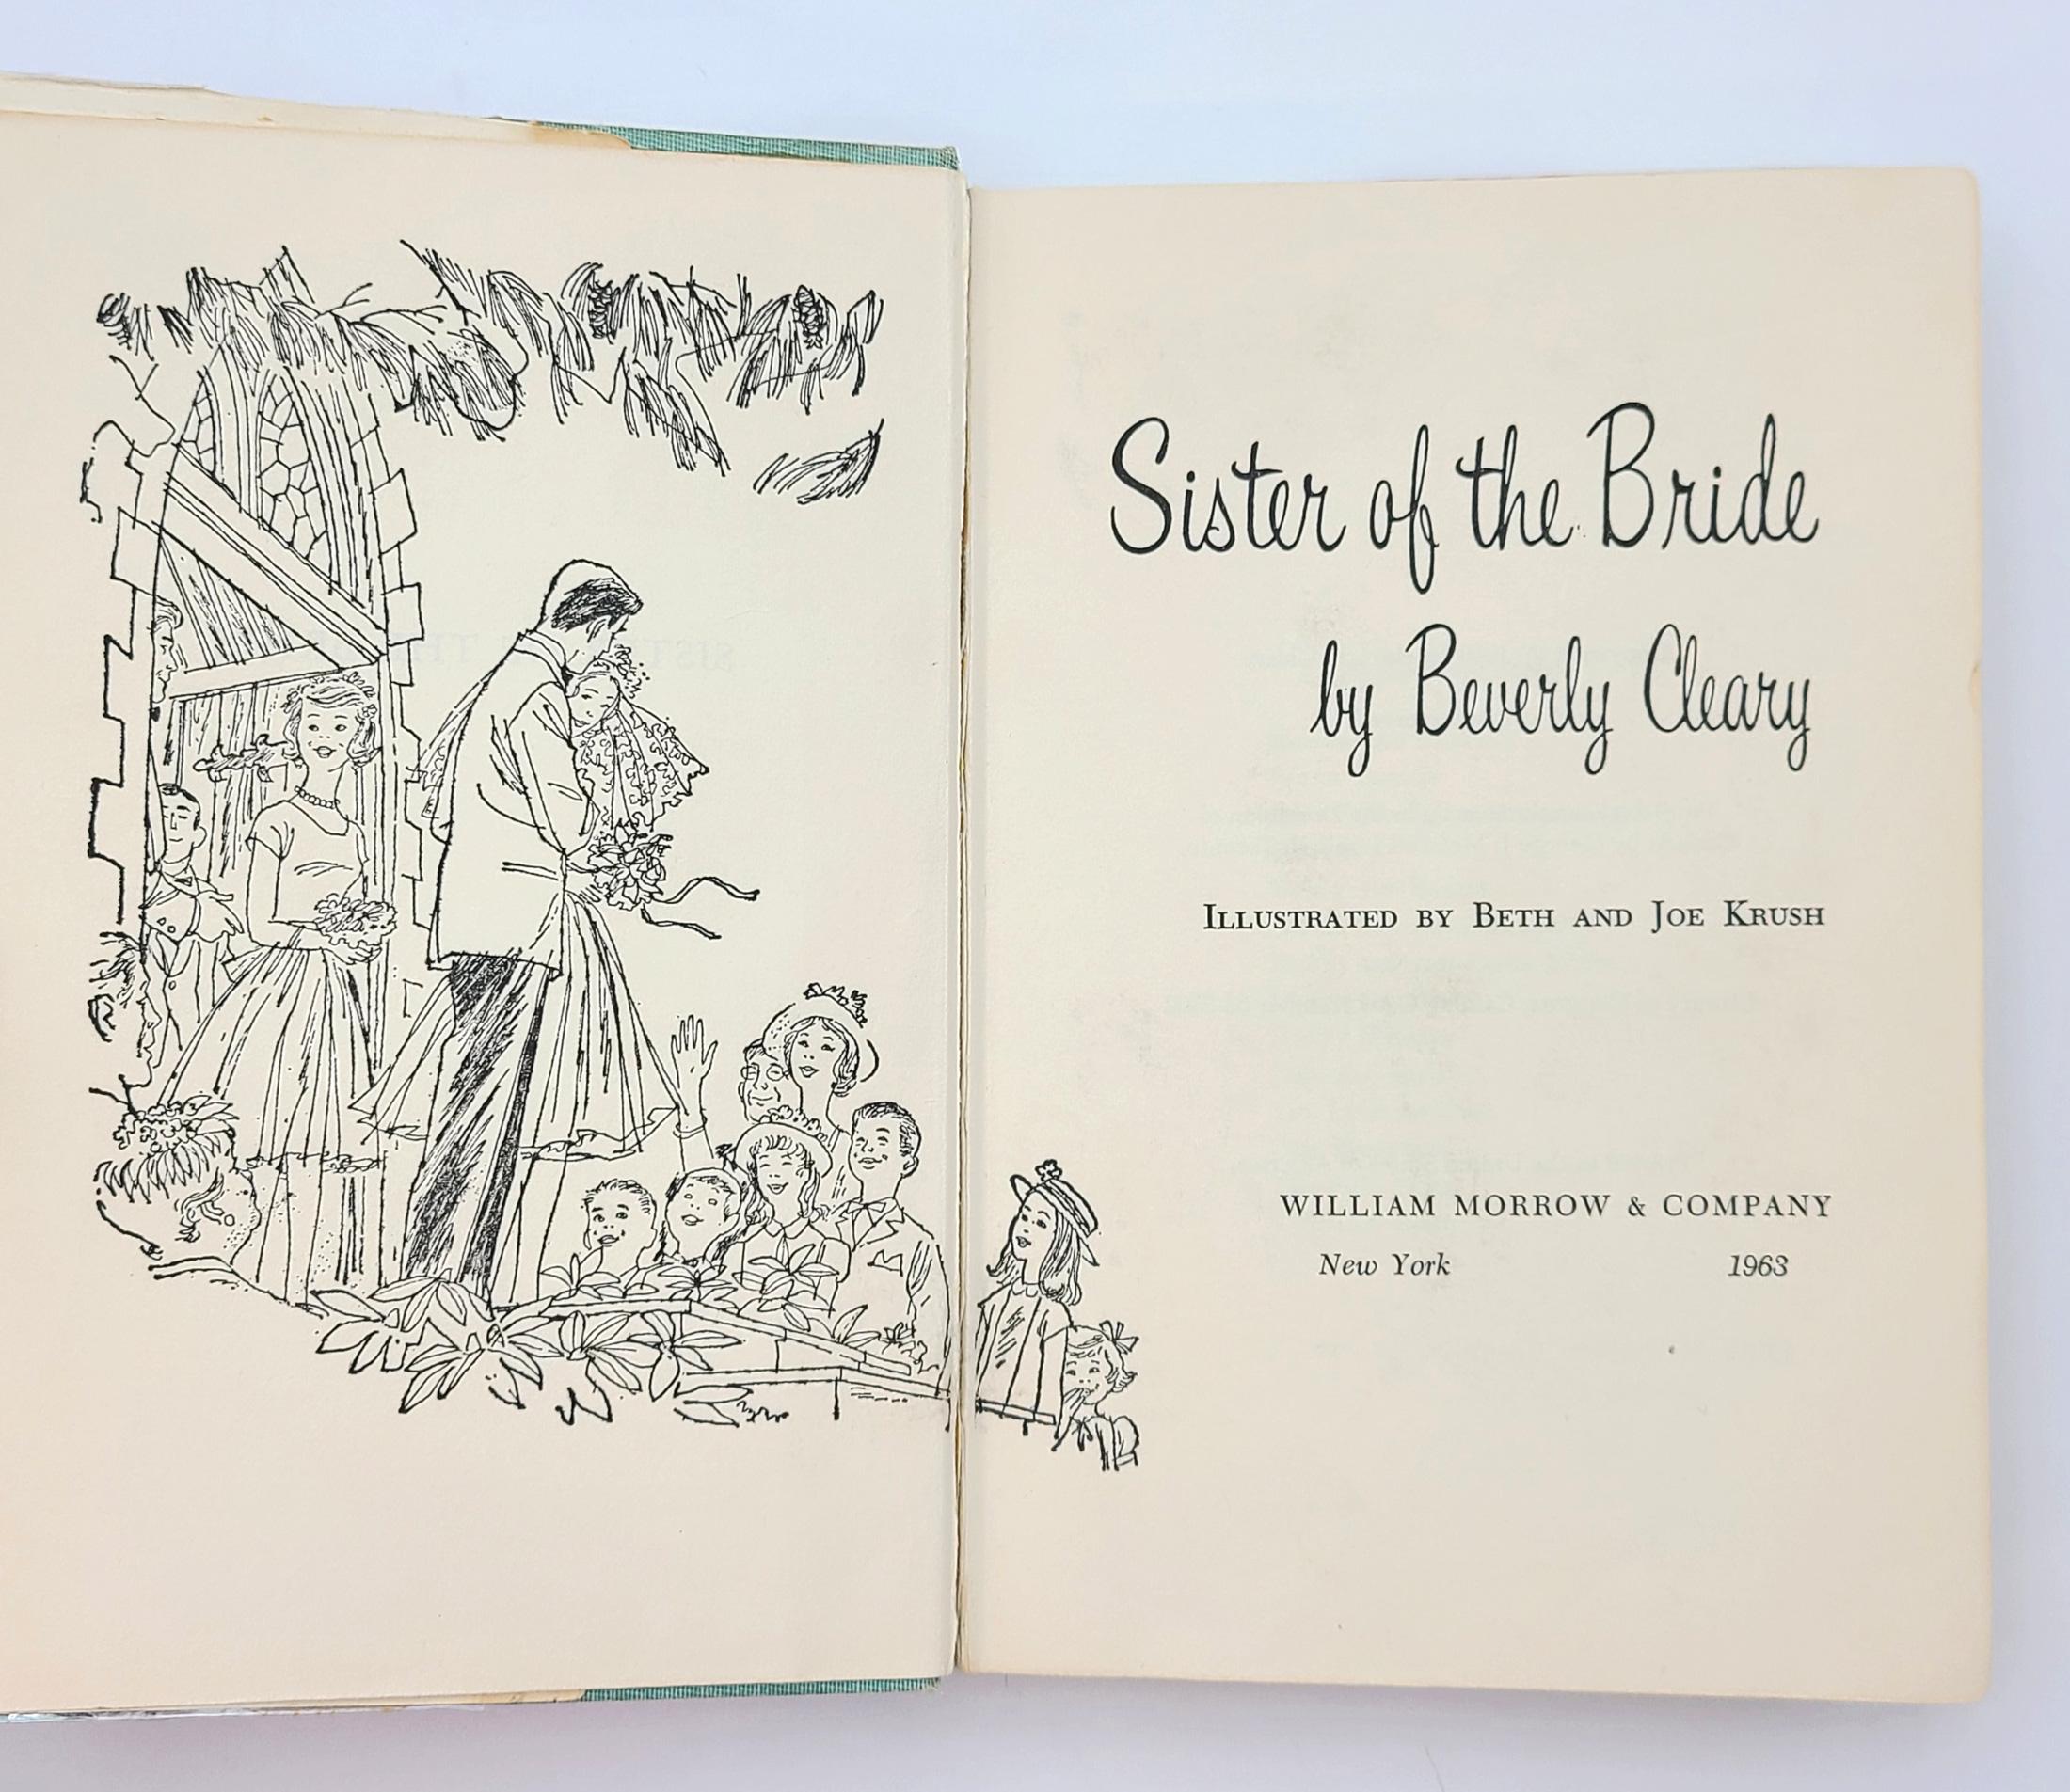 Sister of the Bride
by Beverly Cleary
ILLUSTRATED BY BETH AND JOE KRUSH
WILLIAM MORROW & COMPANY
New York 1963